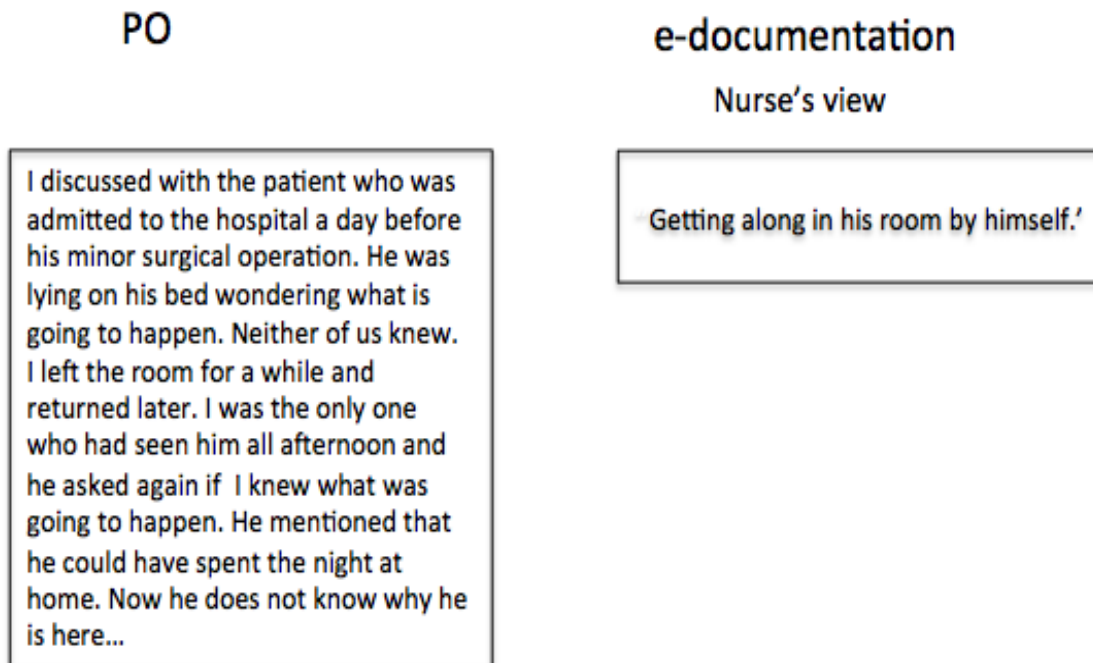 PO
I discussed with the patient who was
admitted to the hospital a day before
his minor surgical operation. He was
lying on his bed wondering what is
going to happen. Neither of us knew.
I left the room for a while and
returned later. I was the only one
who had seen him all afternoon and
he asked again if I knew what was
going to happen. He mentioned that
he could have spent the night at
home. Now he does not know why he
is here...
e-documentation
Nurse’s view
‘Getting along in his room by himself.’